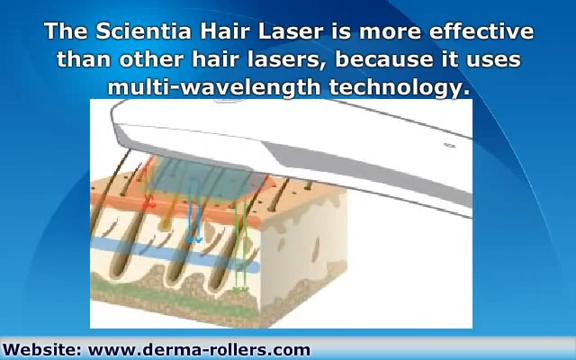 The Scientia Hair Laser is more effective
than other hair lasers, because it uses
multi-wavelength technology.
Website: www.derma-rollers.com